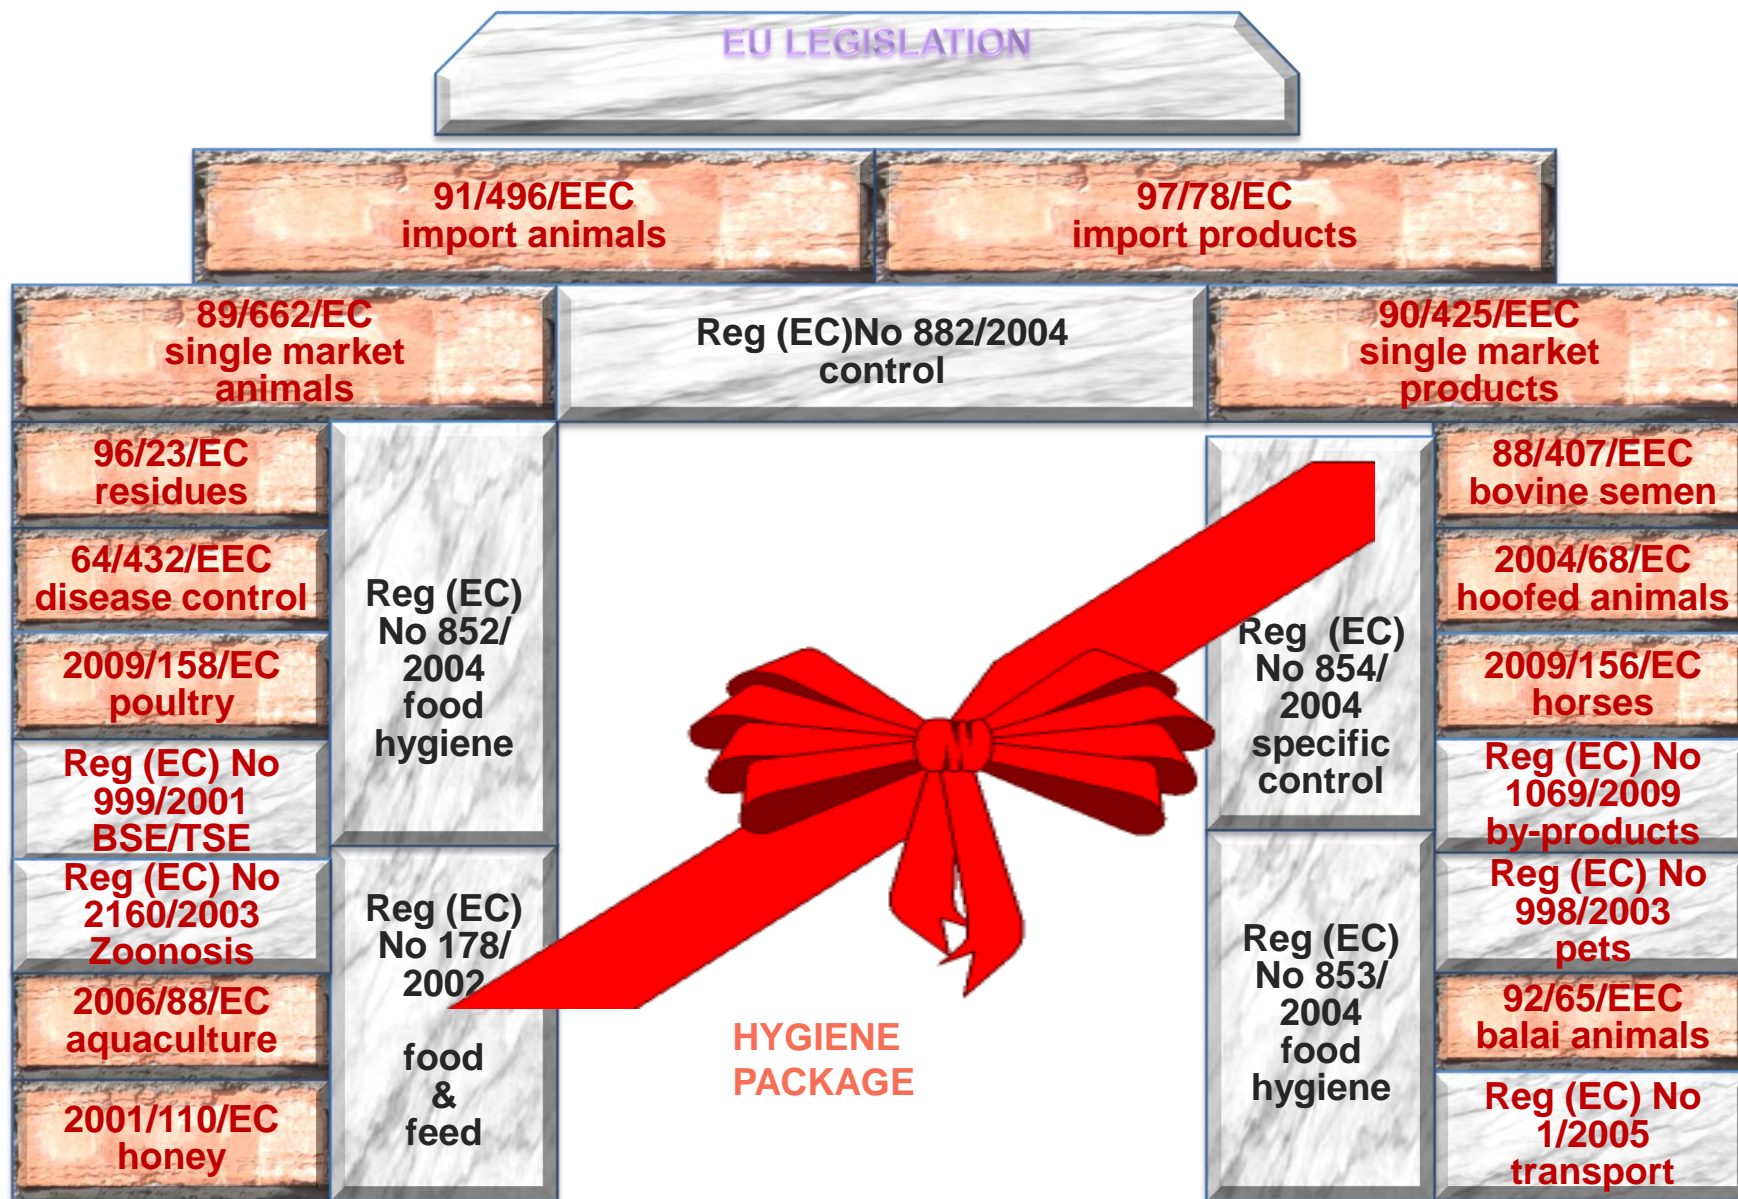 EU LEGISLATION
91/496/EEC
import animals
97/78/EC
import products
89/662/EC
single market
animals
Reg (EC)No 882/2004
control
90/425/EEC
single market
products
96/23/EC
residues
64/432/EEC
disease control
2009/158/EC
poultry
Reg (EC) No
999/2001
BSE/TSE
Reg (EC) No
2160/2003
Zoonosis
2006/88/EC
aquaculture
2001/110/EC
honey
Reg (EC)
No 852/
2004
food
hygiene
Reg (EC)
No 178/
2002
food
&
feed
HYGIENE
PACKAGE
Reg (EC)
No 854/
2004
specific
control
Reg (EC)
No 853/
2004
food
hygiene
88/407/EEC
bovine semen
2004/68/EC
hoofed animals
2009/156/EC
horses
Reg (EC) No
1069/2009
by-products
Reg (EC) No
998/2003
pets
92/65/EEC
balai animals
Reg (EC) No
1/2005
transport